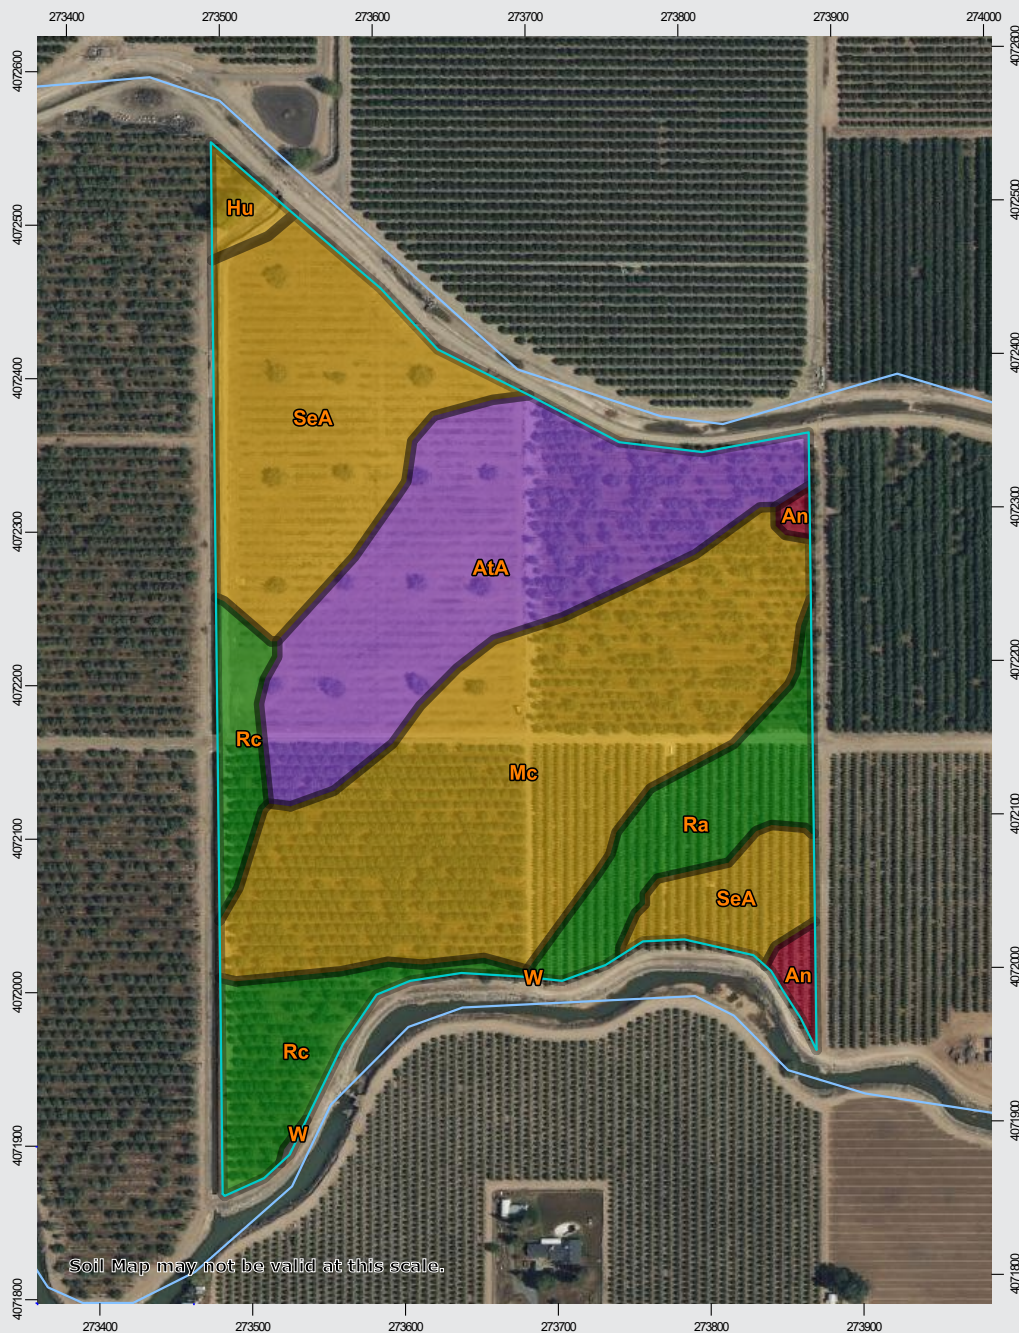 273400 273500 273600 273700 273800 273900 274000
4072600 4072600
4072500 4072500
4072400 4072400
4072300 4072300
4072200 4072200
4072100 4072100
4072000 4072000
4071900 4071900
4071800 4071800
Hu
SeA
An
AtA
Rc
Mc
Ra
SeA
An
W
Rc
W
Soil Map may not be valid at this scale.
273400 273500 273600 273700 273800 273900